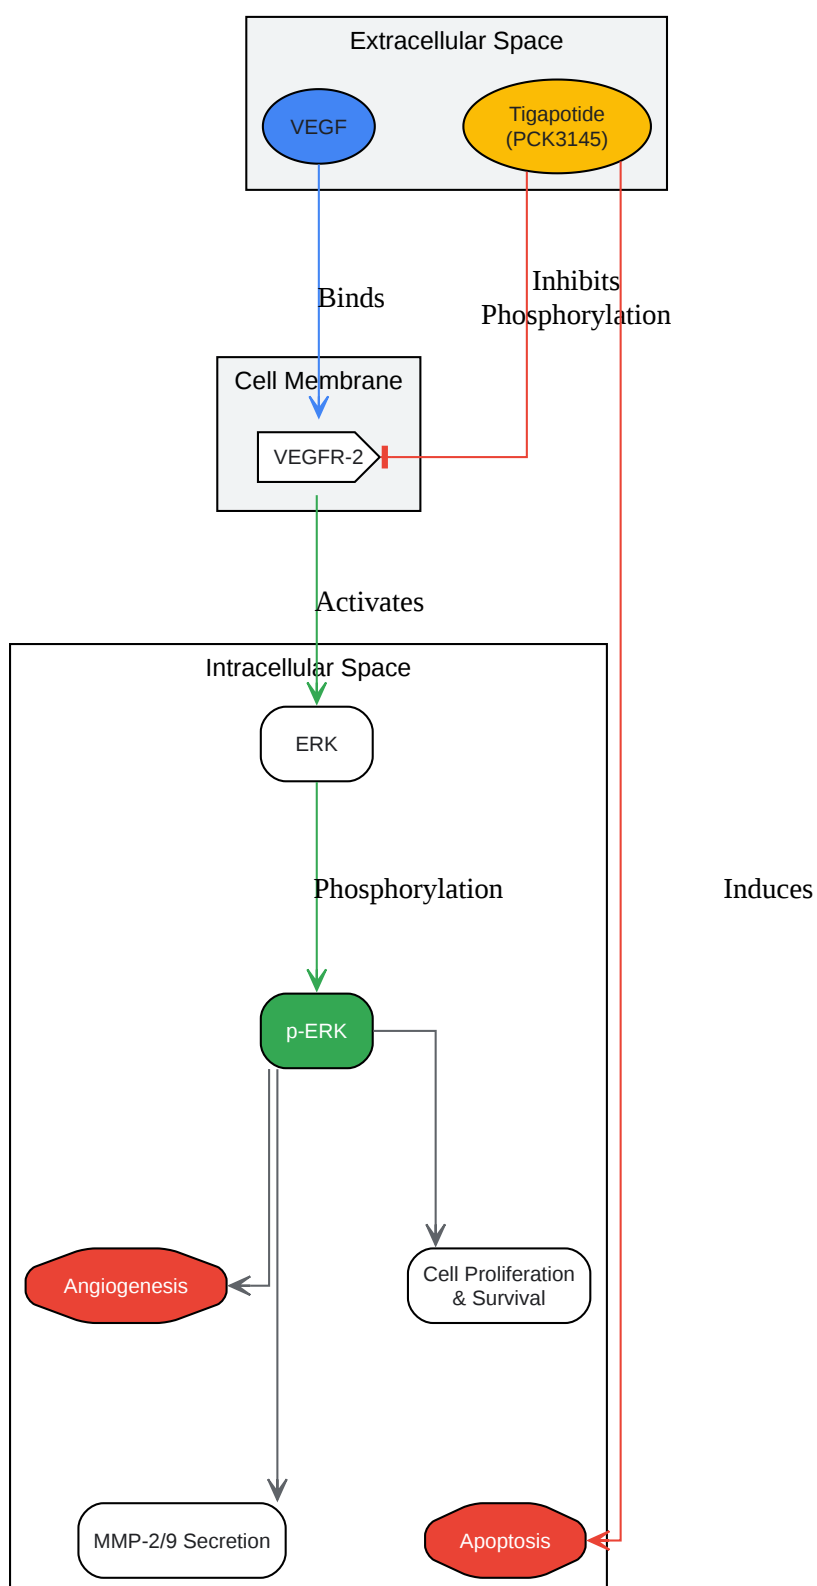 Extracellular Space
VEGF
Tigapotide
(PCK3145)
Binds
Inhibits
Phosphorylation
Cell Membrane
VEGFR-2
Activates
Intracellular Space
ERK
Phosphorylation
Induces
p-ERK
Angiogenesis
Cell Proliferation
& Survival
MMP-2/9 Secretion
Apoptosis